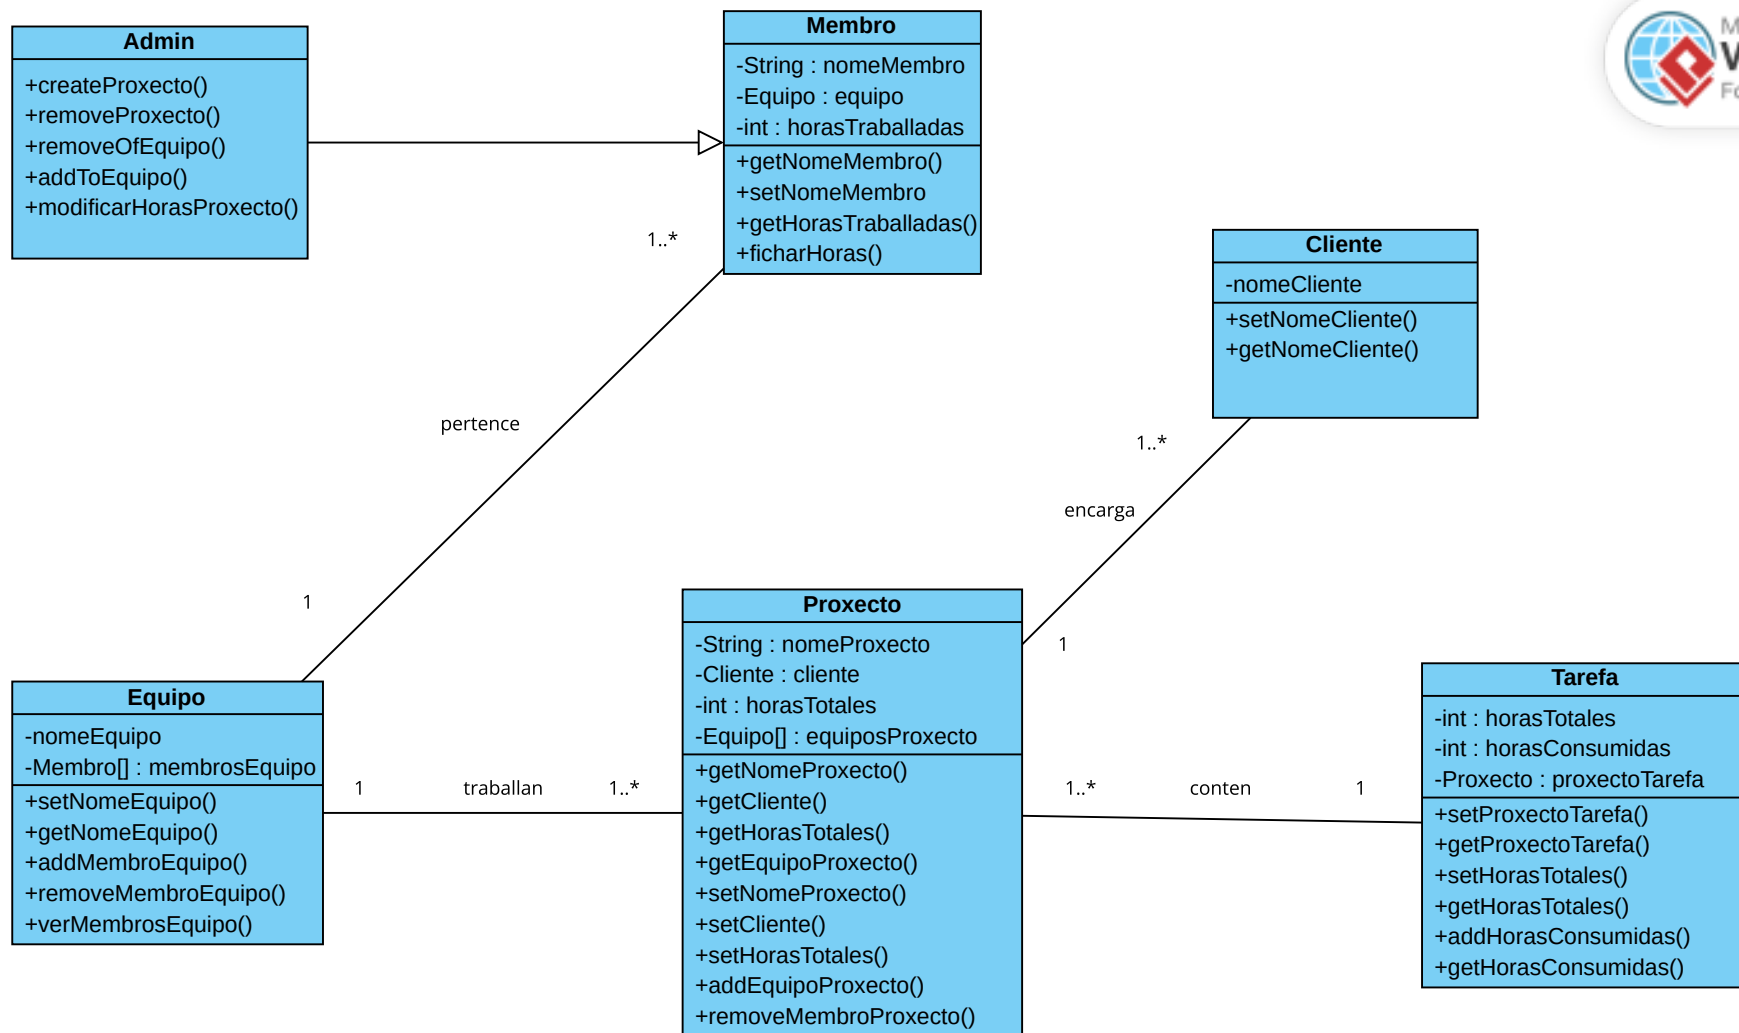 Admin
+createProxecto()
+removeProxecto()
+removeOfEquipo()
+addToEquipo()
+modificarHorasProxecto()
Membro
-String : nomeMembro
-Equipo : equipo
-int : horasTraballadas
+getNomeMembro()
+setNomeMembro
+getHorasTraballadas()
+ficharHoras()
1..*
pertence
1
Cliente
-nomeCliente
+setNomeCliente()
+getNomeCliente()
1..*
encarga
1
Equipo
-nomeEquipo
-Membro[] : membrosEquipo
+setNomeEquipo()
+getNomeEquipo()
+addMembroEquipo()
+removeMembroEquipo()
+verMembrosEquipo()
1 traballan 1..*
Proxecto
-String : nomeProxecto
-Cliente : cliente
-int : horasTotales
-Equipo[] : equiposProxecto
+getNomeProxecto()
+getCliente()
+getHorasTotales()
+getEquipoProxecto()
+setNomeProxecto()
+setCliente()
+setHorasTotales()
+addEquipoProxecto()
+removeMembroProxecto()
1..* conten 1
Tarefa
-int : horasTotales
-int : horasConsumidas
-Proxecto : proxectoTarefa
+setProxectoTarefa()
+getProxectoTarefa()
+setHorasTotales()
+getHorasTotales()
+addHorasConsumidas()
+getHorasConsumidas()